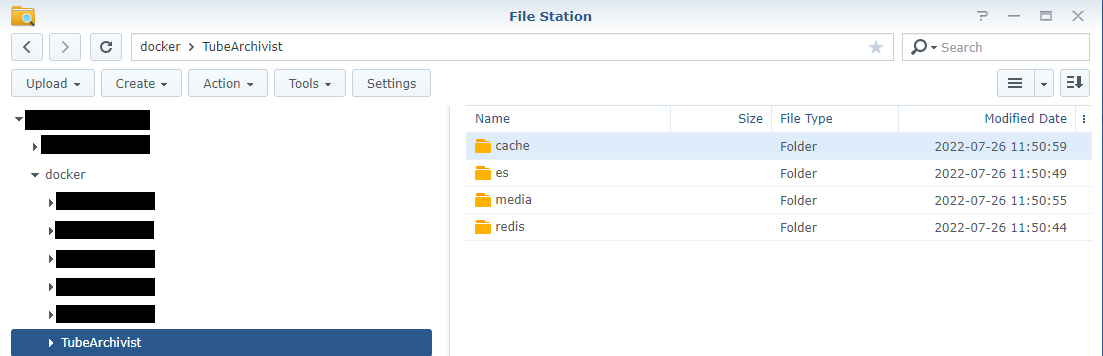 File Station
docker > TubeArchivist
Search
Upload Create Action Tools Settings
Name Size File Type Modified Date
cache Folder 2022-07-26 11:50:59
docker
es Folder 2022-07-26 11:50:49
media Folder 2022-07-26 11:50:55
redis Folder 2022-07-26 11:50:44
TubeArchivist